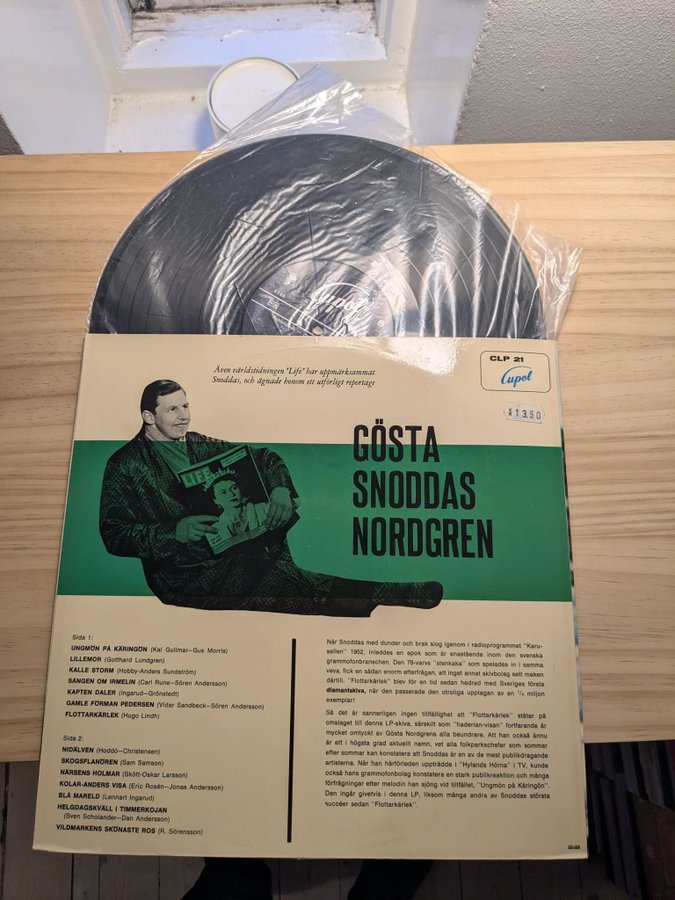 Cupol
Även världstidningen "Life" har uppmärksammat
Snoddas, och ägnade honom ett utförligt reportage
CLP 21
Cupol
1350
LIFE
GÖSTA
SNODDAS
NORDGREN
Sida 1:
UNGMÖN PÅ KÄRINGÖN (Kai Gullmar—Gus Morris)
LILLEMOR (Gotthard Lundgren)
KALLE STORM (Hobby-Anders Sundström)
SÅNGEN OM IRMELIN (Carl Rune—Sören Andersson)
KAPTEN DALER (Ingarud—Grönstedt)
GAMLE FÖRMAN PEDERSEN (Vidar Sandbeck—Sören Andersson)
FLOTTARKÄRLEK (Hugo Lindh)
Sida 2:
NIDÄLVEN (Hoddö—Christensen)
SKOGSFLANÖREN (Sam Samson)
NÄRSENS HOLMAR (Skött-Oskar Larsson)
KOLAR-ANDERS VISA (Eric Rosén—Jonas Andersson)
BLÅ MARELD (Lennart Ingarud)
HELGDAGSKVÄLL I TIMMERKOJAN
(Sven Scholander—Dan Andersson)
VILDMARKENS SKÖNASTE ROS (R. Sörensson)
När Snoddas med dunder och brak slog igenom i radioprogrammet "Karu-
sellen" 1952, inleddes en epok som är enastående inom den svenska
grammofonbranschen. Den 78-varvs "stenkaka" som spelades in i samma
veva, fick en sådan enorm efterfrågan, att inget annat skivbolag sett maken
därtill. "Flottarkärlek" blev för en tid sedan hedrad med Sveriges första
diamantskiva, när den passerade den otroliga upplagan av en ¼ miljon
exemplar!
Så det är sannerligen ingen tillfällighet att "Flottarkärlek" ståtar på
omslaget till denna LP-skiva, särskilt som "haderian-visan" fortfarande är
mycket omtyckt av Gösta Nordgrens alla beundrare. Att han också ännu
är ett i högsta grad aktuellt namn, vet alla folkparkschefer som sommar
efter sommar kan konstatera att Snoddas är en av de mest publikdragande
artisterna. När han härförleden uppträdde i "Hylands Hörna" i TV, kunde
också hans grammofonbolag konstatera en stark publikreaktion och många
förfrågningar efter melodin han sjöng vid tillfället, "Ungmön på Käringön".
Den ingår givetvis i denna LP, liksom många andra av Snoddas största
succéer sedan "Flottarkärlek".